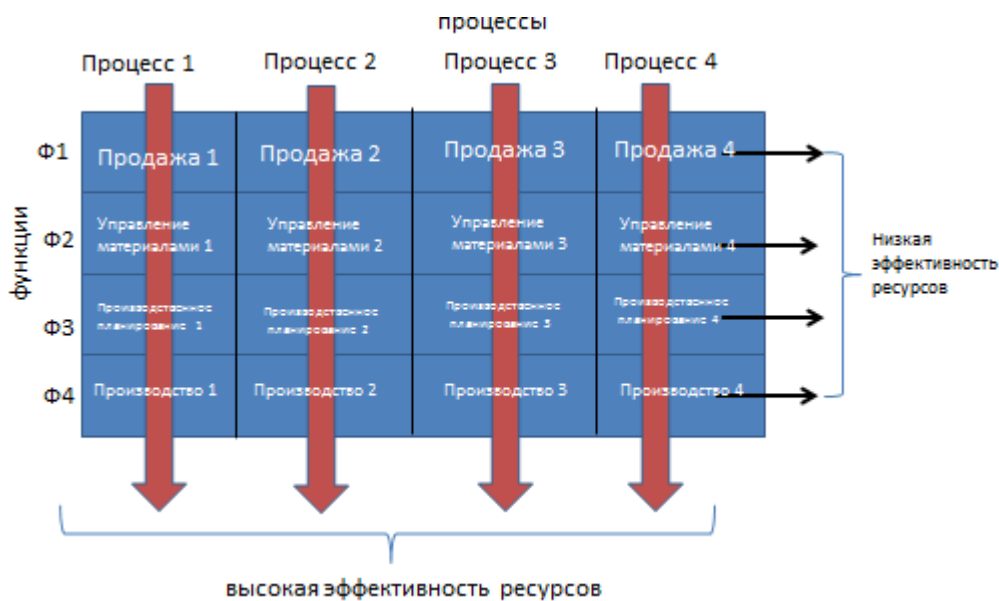 процессы
Процесс 1
Процесс 2
Процесс 3
Процесс 4
функции
Ф1
Продажа 1
Продажа 2
Продажа 3
Продажа 4
Ф2
Управление
материалами 1
Управление
материалами 2
Управление
материалами 3
Управление
материалами 4
Ф3
Производственное
планирование 1
Производственное
планирование 2
Производственное
планирование 3
Производственное
планирование 4
Ф4
Производство 1
Производство 2
Производство 3
Производство 4
Низкая
эффективность
ресурсов
высокая эффективность ресурсов